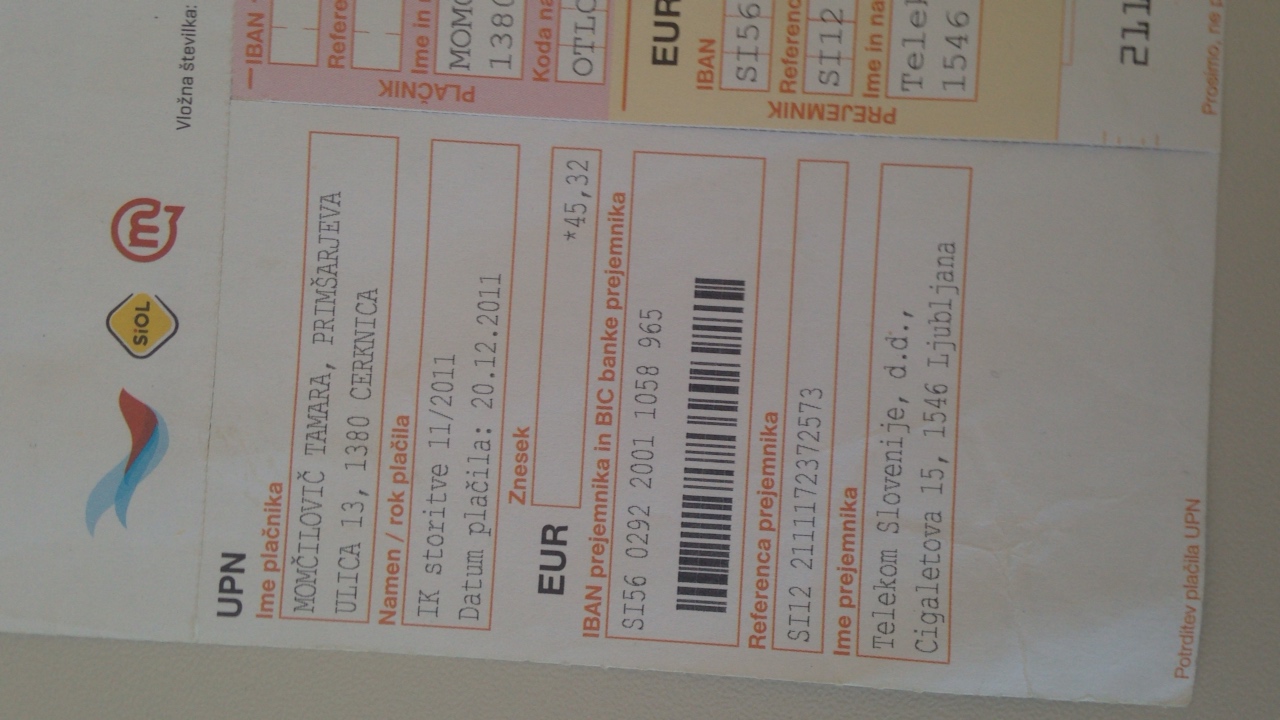 SiOL
m
Vložna številka:
UPN
Ime plačnika
MOMČILOVIČ TAMARA, PRIMŠARJEVA
ULICA 13, 1380 CERKNICA
Namen / rok plačila
IK storitve 11/2011
Datum plačila: 20.12.2011
Znesek
EUR
*45,32
IBAN prejemnika in BIC banke prejemnika
SI56 0292 2001 1058 965
Referenca prejemnika
SI12 2111172372573
Ime prejemnika
Telekom Slovenije, d.d.,
Cigaletova 15, 1546 Ljubljana
Potrditev plačila UPN
PLAČNIK
IBAN
Refere
Ime in
MOMČ
1380
Koda na
OTLO
EUR
PREJEMNIK
IBAN
SI56
Referenc
SI12
Ime in na
Tele
1546
211
Prosimo, ne p